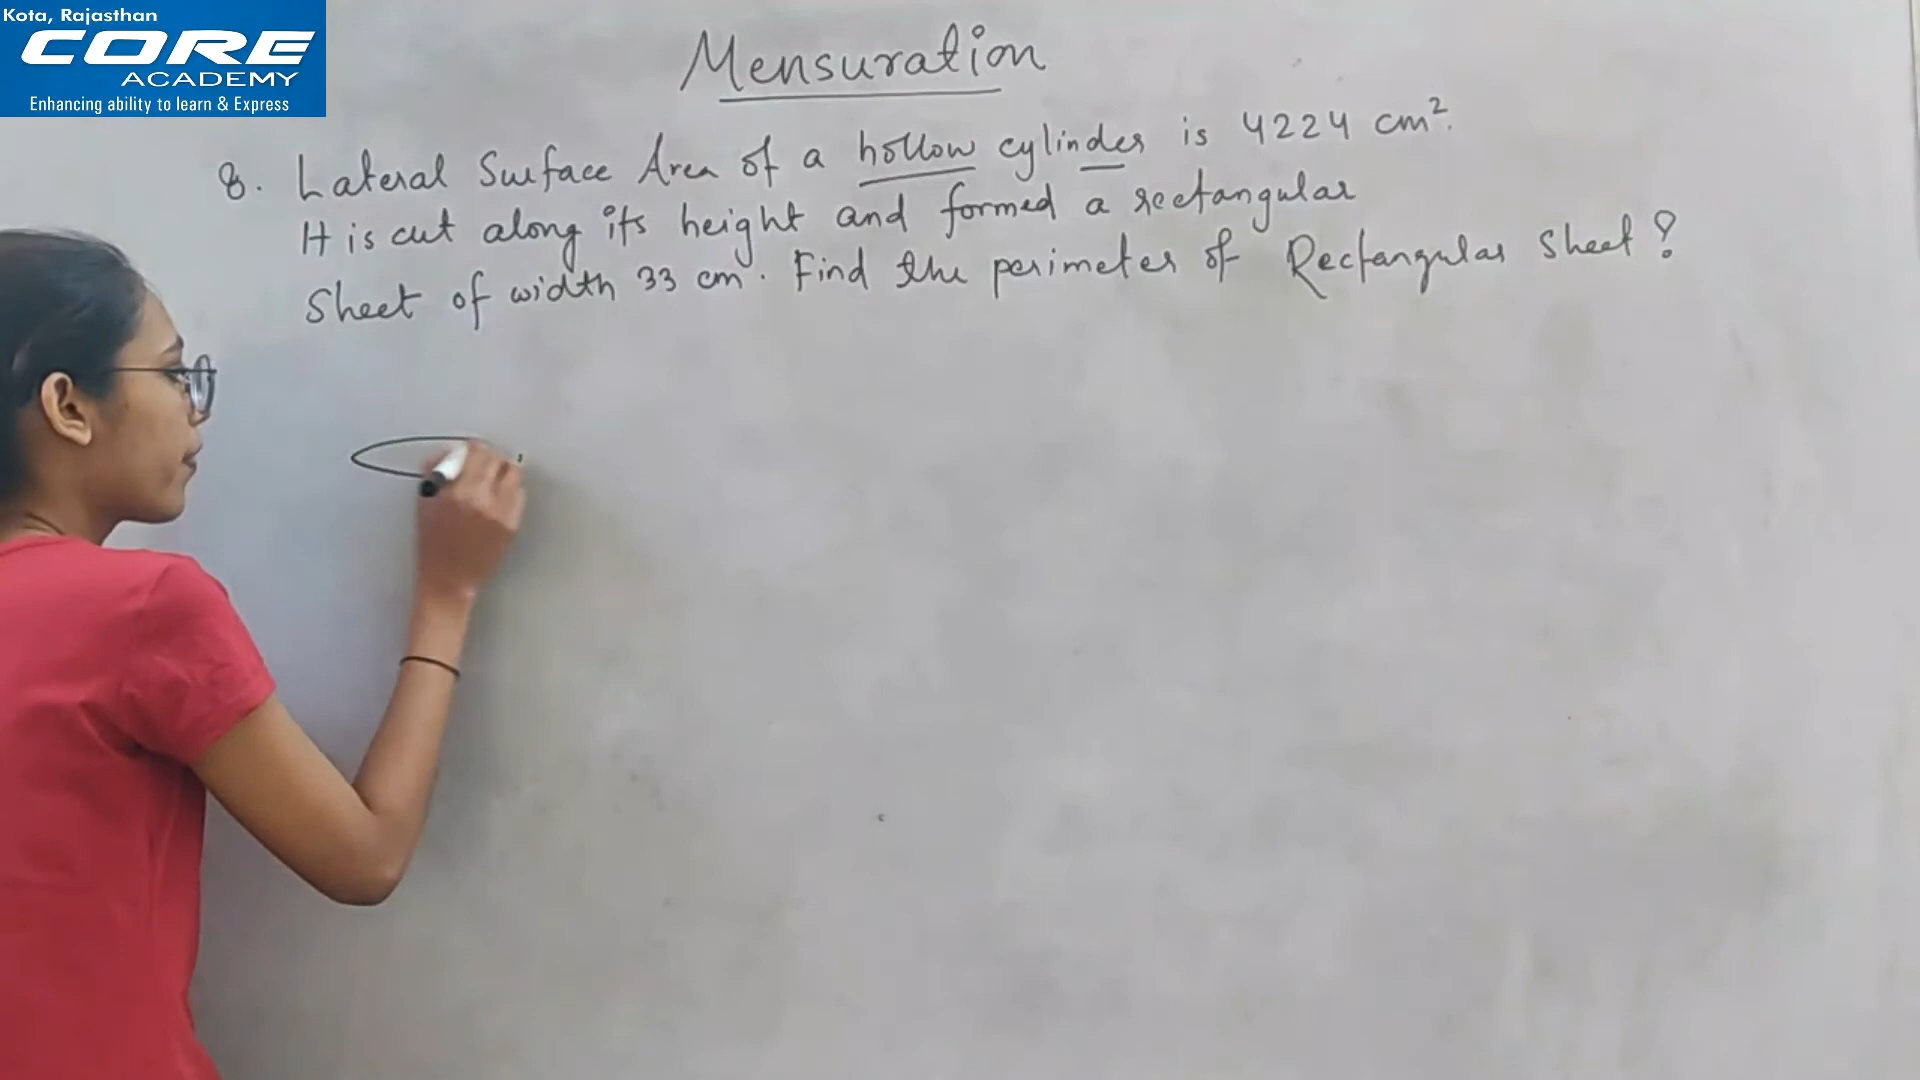 Kota, Rajasthan
CORE
ACADEMY
Enhancing ability to learn & Express
Mensuration
8. Lateral Surface Area of a hollow cylinder is 4224 cm².
It is cut along its height and formed a rectangular
Sheet of width 33 cm. Find the perimeter of Rectangular Sheet?